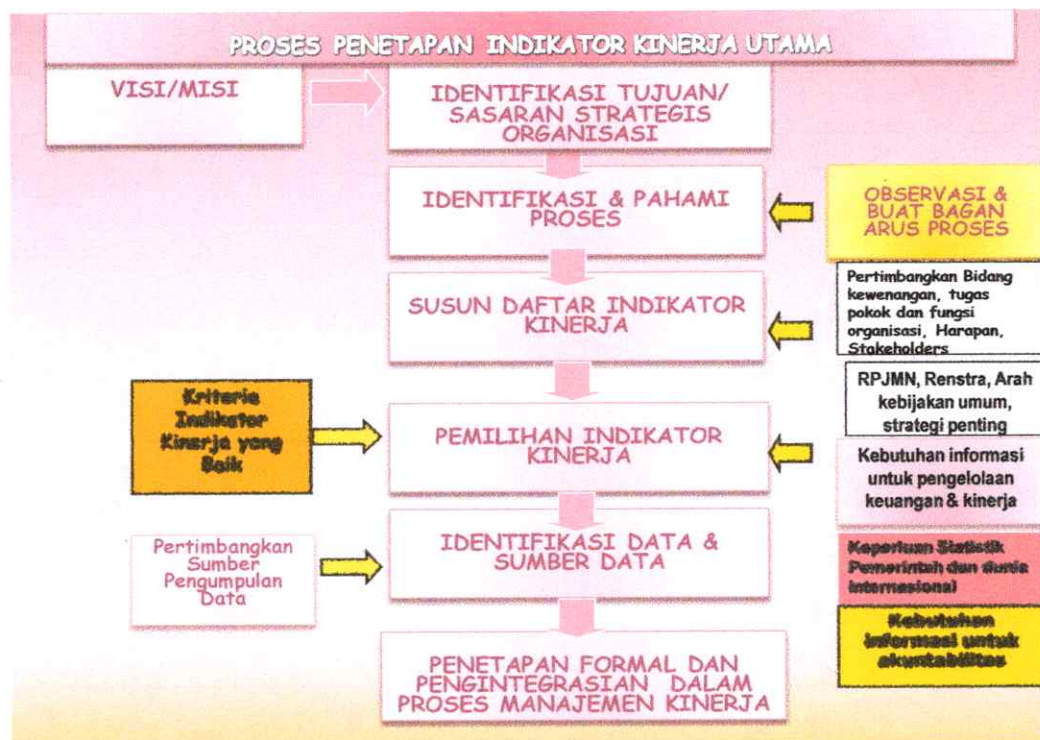 PROSES PENETAPAN INDIKATOR KINERJA UTAMA
VISI/MISI
IDENTIFIKASI TUJUAN/
SASARAN STRATEGIS
ORGANISASI
IDENTIFIKASI & PAHAMI
PROSES
OBSERVASI &
BUAT BAGAN
ARUS PROSES
SUSUN DAFTAR INDIKATOR
KINERJA
Pertimbangkan Bidang
kewenangan, tugas
pokok dan fungsi
organisasi, Harapan,
Stakeholders
Kriteria
Indikator
Kinerja yang
Baik
PEMILIHAN INDIKATOR
KINERJA
RPJMN, Renstra, Arah
kebijakan umum,
strategi penting
Kebutuhan informasi
untuk pengelolaan
keuangan & kinerja
Pertimbangkan
Sumber
Pengumpulan
Data
IDENTIFIKASI DATA &
SUMBER DATA
Keperluan Statistik
Pemerintah dan dunia
internasional
Kebutuhan
informasi untuk
akuntabilitas
PENETAPAN FORMAL DAN
PENGINTEGRASIAN DALAM
PROSES MANAJEMEN KINERJA